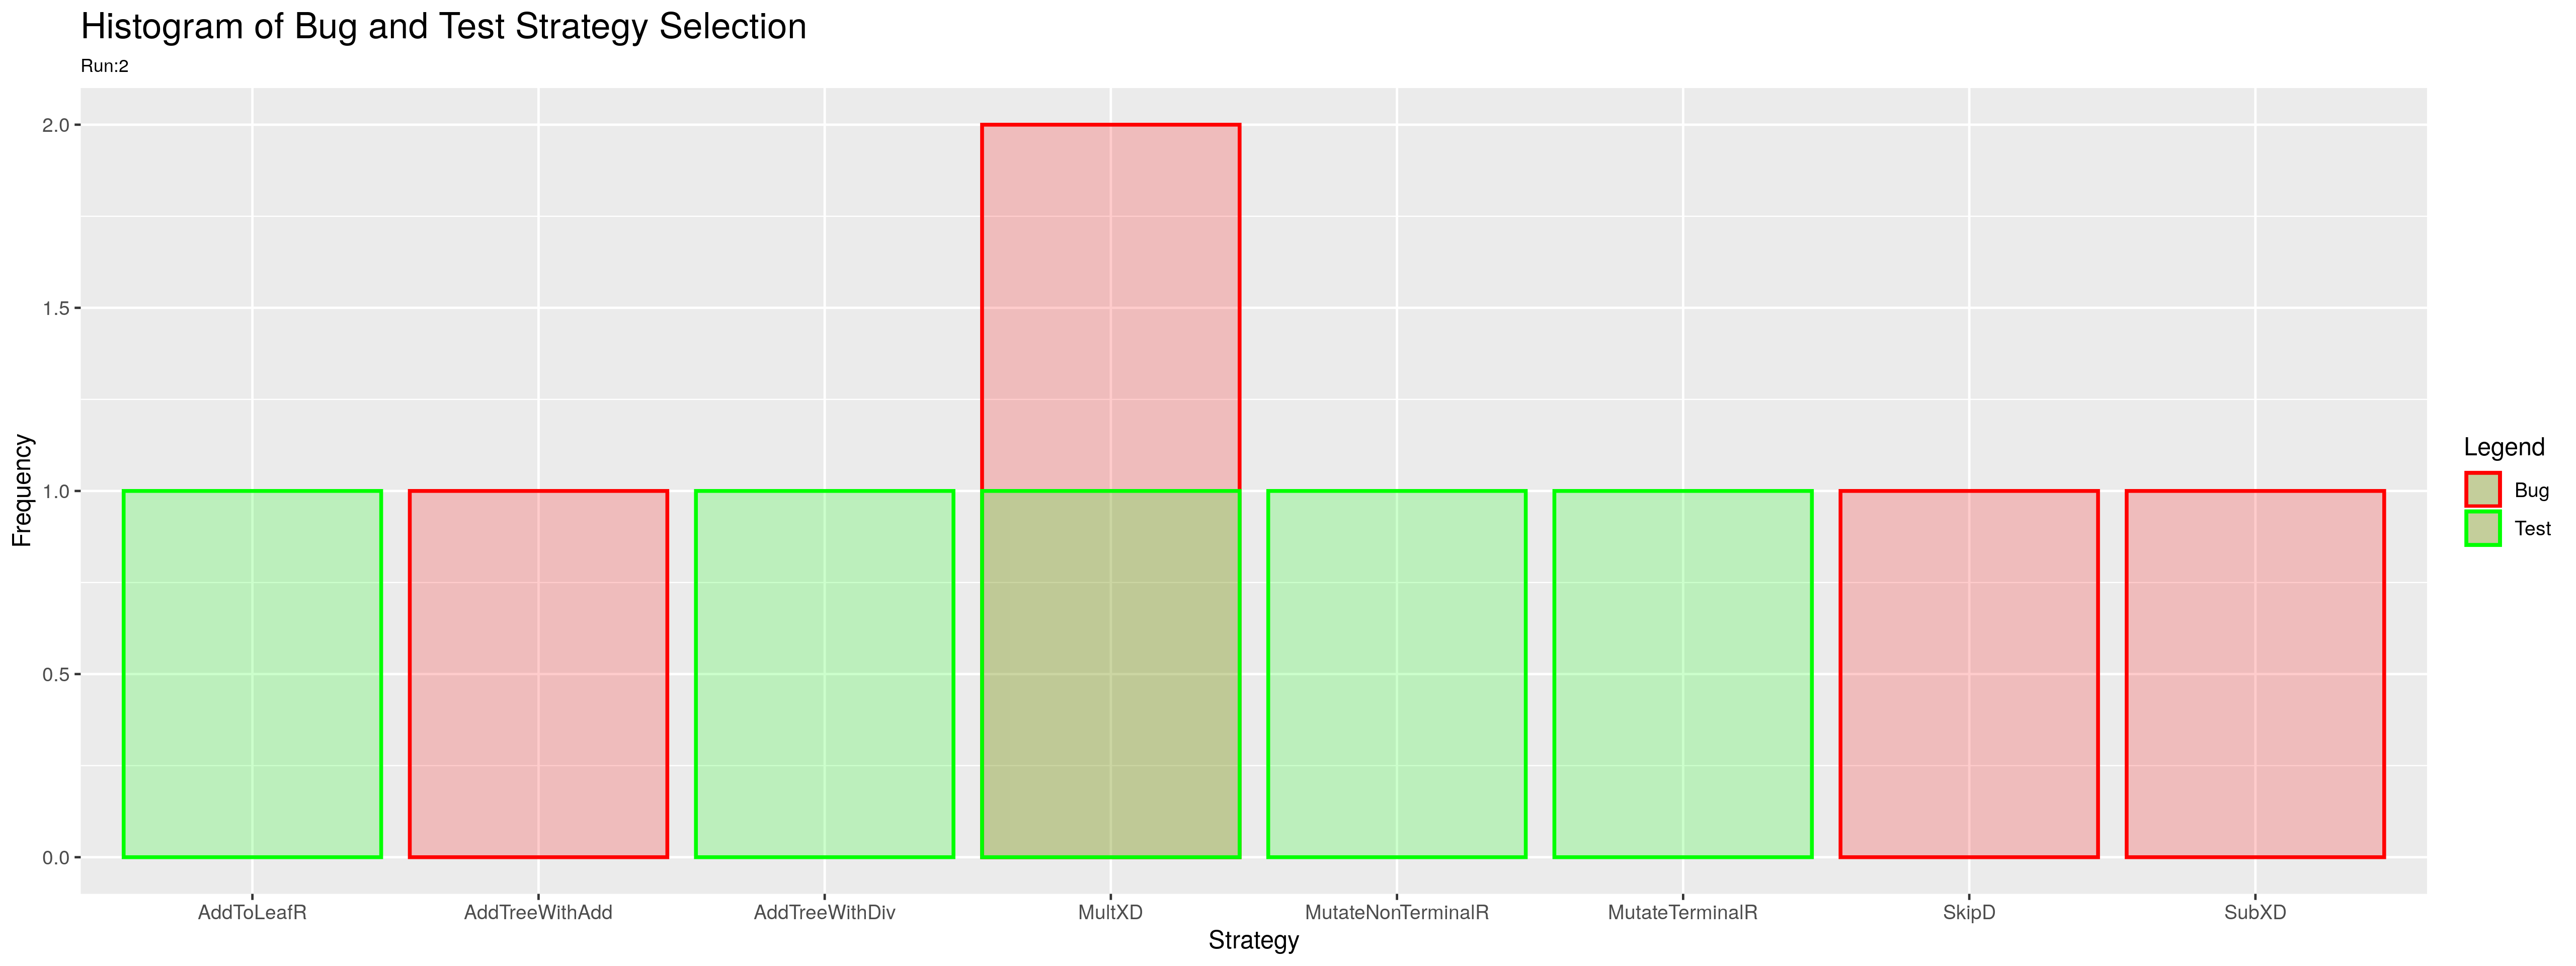 Histogram of Bug and Test Strategy Selection
Run:2
Frequency
2.0
1.5
1.0
0.5
0.0
AddToLeafR AddTreeWithAdd AddTreeWithDiv MultXD MutateNonTerminalR MutateTerminalR SkipD SubXD
Strategy
Legend
Bug
Test